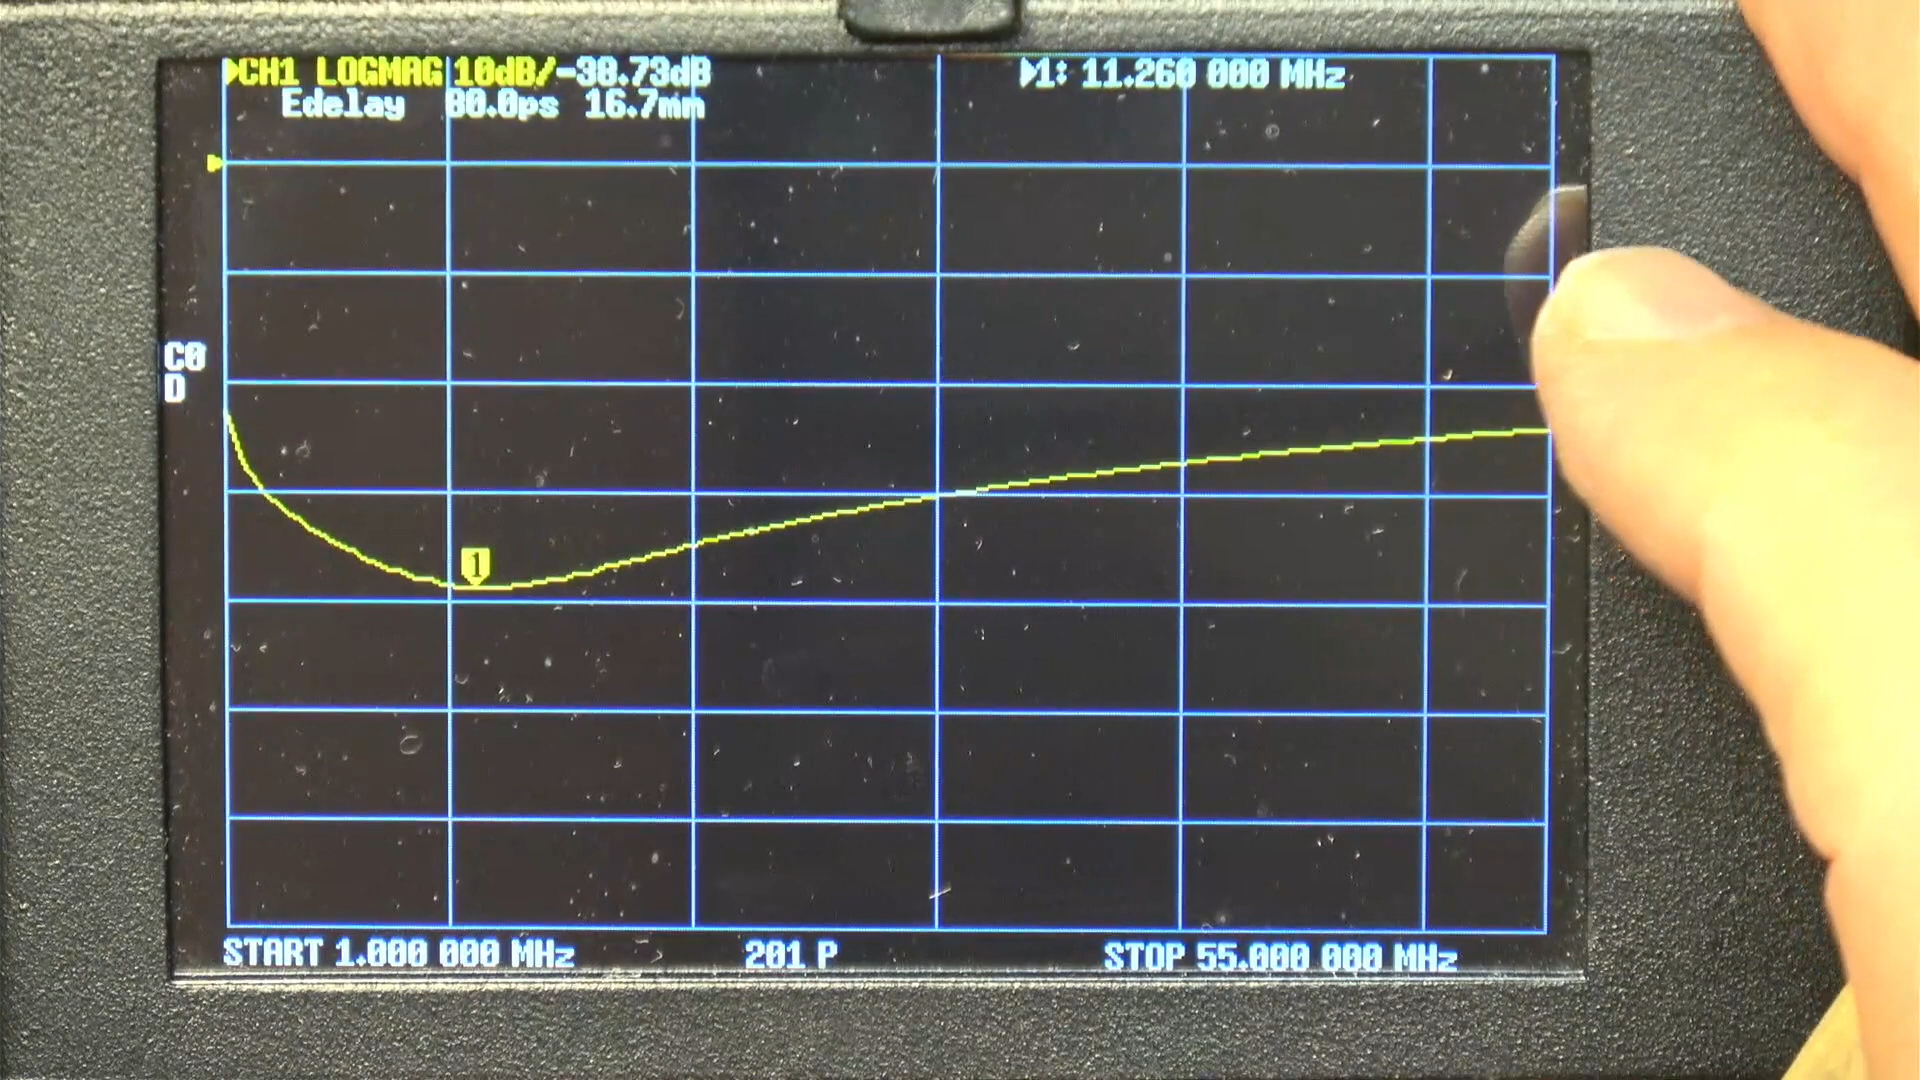 CH1 LOGMAG 10dB/-38.73dB
1: 11.260 000 MHz
Edelay 80.0ps 16.7mm
C0
D
1
START 1.000 000 MHz
201 P
STOP 55.000 000 MHz